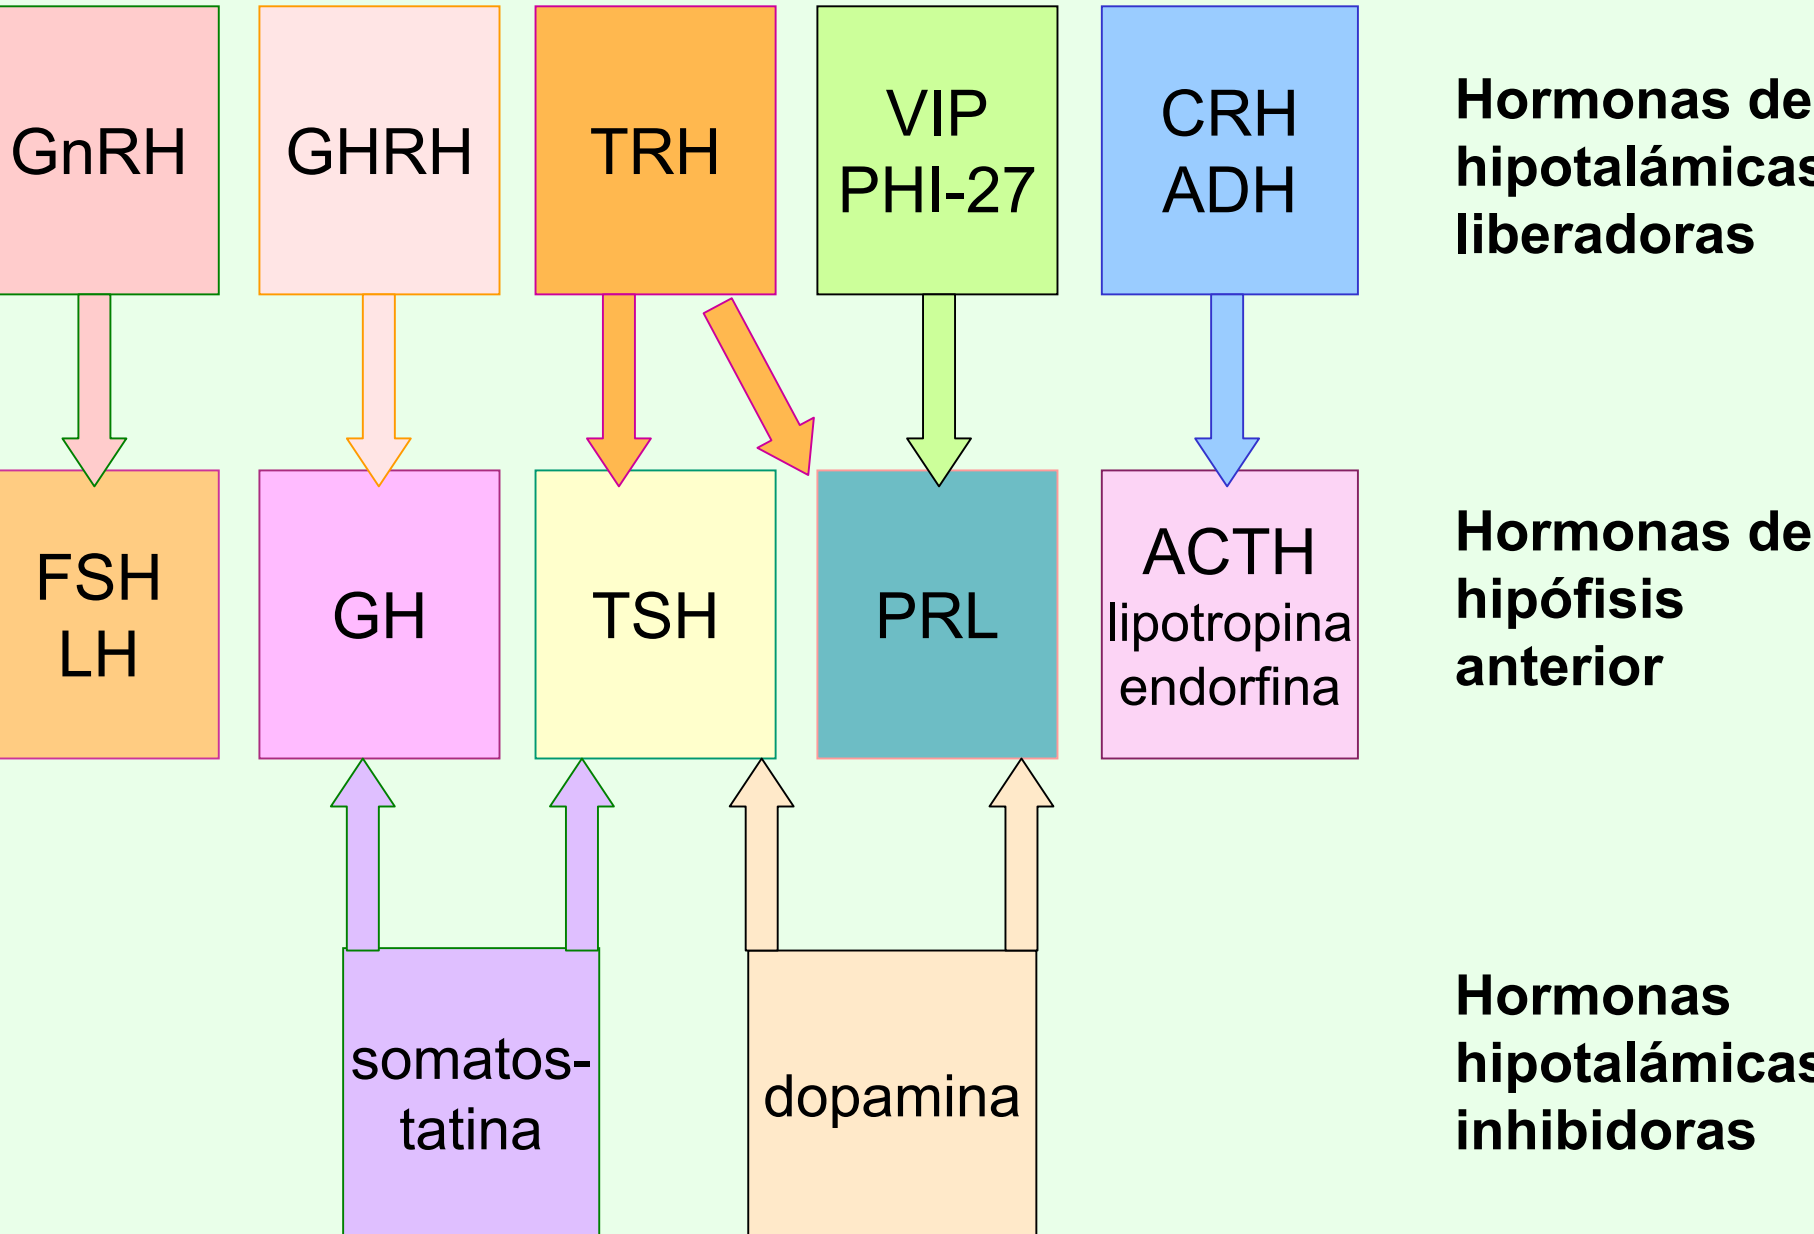 GnRH
GHRH
TRH
VIP
PHI-27
CRH
ADH
Hormonas de
hipotalámicas
liberadoras
FSH
LH
GH
TSH
PRL
ACTH
lipotropina
endorfina
Hormonas de
hipófisis
anterior
somatos-
tatina
dopamina
Hormonas
hipotalámicas
inhibidoras